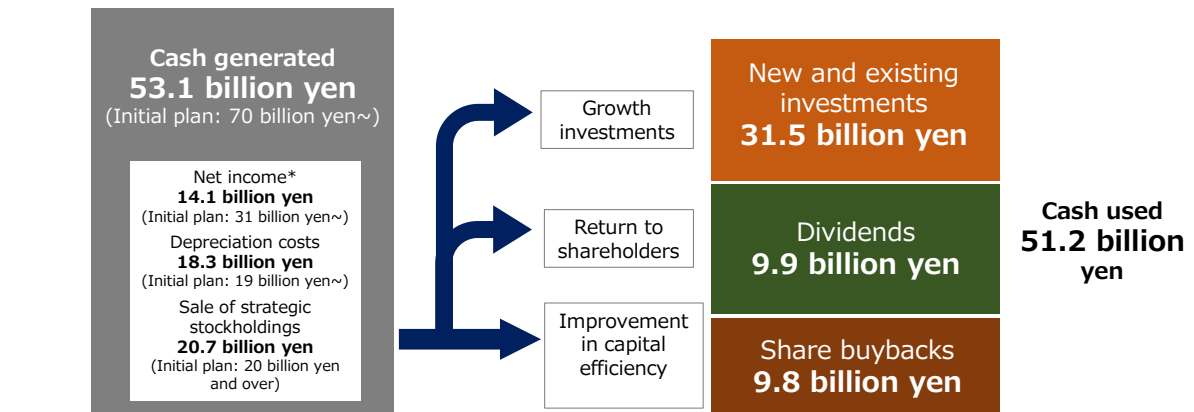 Cash generated
53.1 billion yen
(Initial plan: 70 billion yen~)
Net income*
14.1 billion yen
(Initial plan: 31 billion yen~)
Depreciation costs
18.3 billion yen
(Initial plan: 19 billion yen~)
Sale of strategic
stockholdings
20.7 billion yen
(Initial plan: 20 billion yen
and over)
Growth
investments
Return to
shareholders
Improvement
in capital
efficiency
New and existing
investments
31.5 billion yen
Dividends
9.9 billion yen
Share buybacks
9.8 billion yen
Cash used
51.2 billion
yen